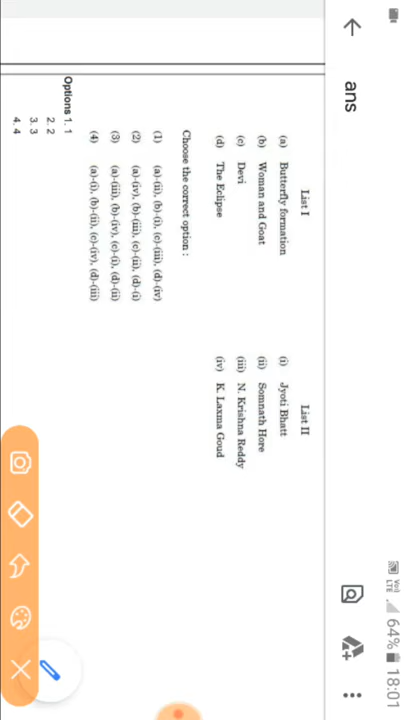 VoI) LTE 64% 18:01
ans
List I List II
(a) Butterfly formation (i) Jyoti Bhatt
(b) Woman and Goat (ii) Somnath Hore
(c) Devi (iii) N. Krishna Reddy
(d) The Eclipse (iv) K. Laxma Goud
Choose the correct option :
(1) (a)-(ii), (b)-(i), (c)-(iii), (d)-(iv)
(2) (a)-(iv), (b)-(iii), (c)-(ii), (d)-(i)
(3) (a)-(iii), (b)-(iv), (c)-(i), (d)-(ii)
(4) (a)-(i), (b)-(ii), (c)-(iv), (d)-(iii)
Options 1. 1
2. 2
3. 3
4. 4